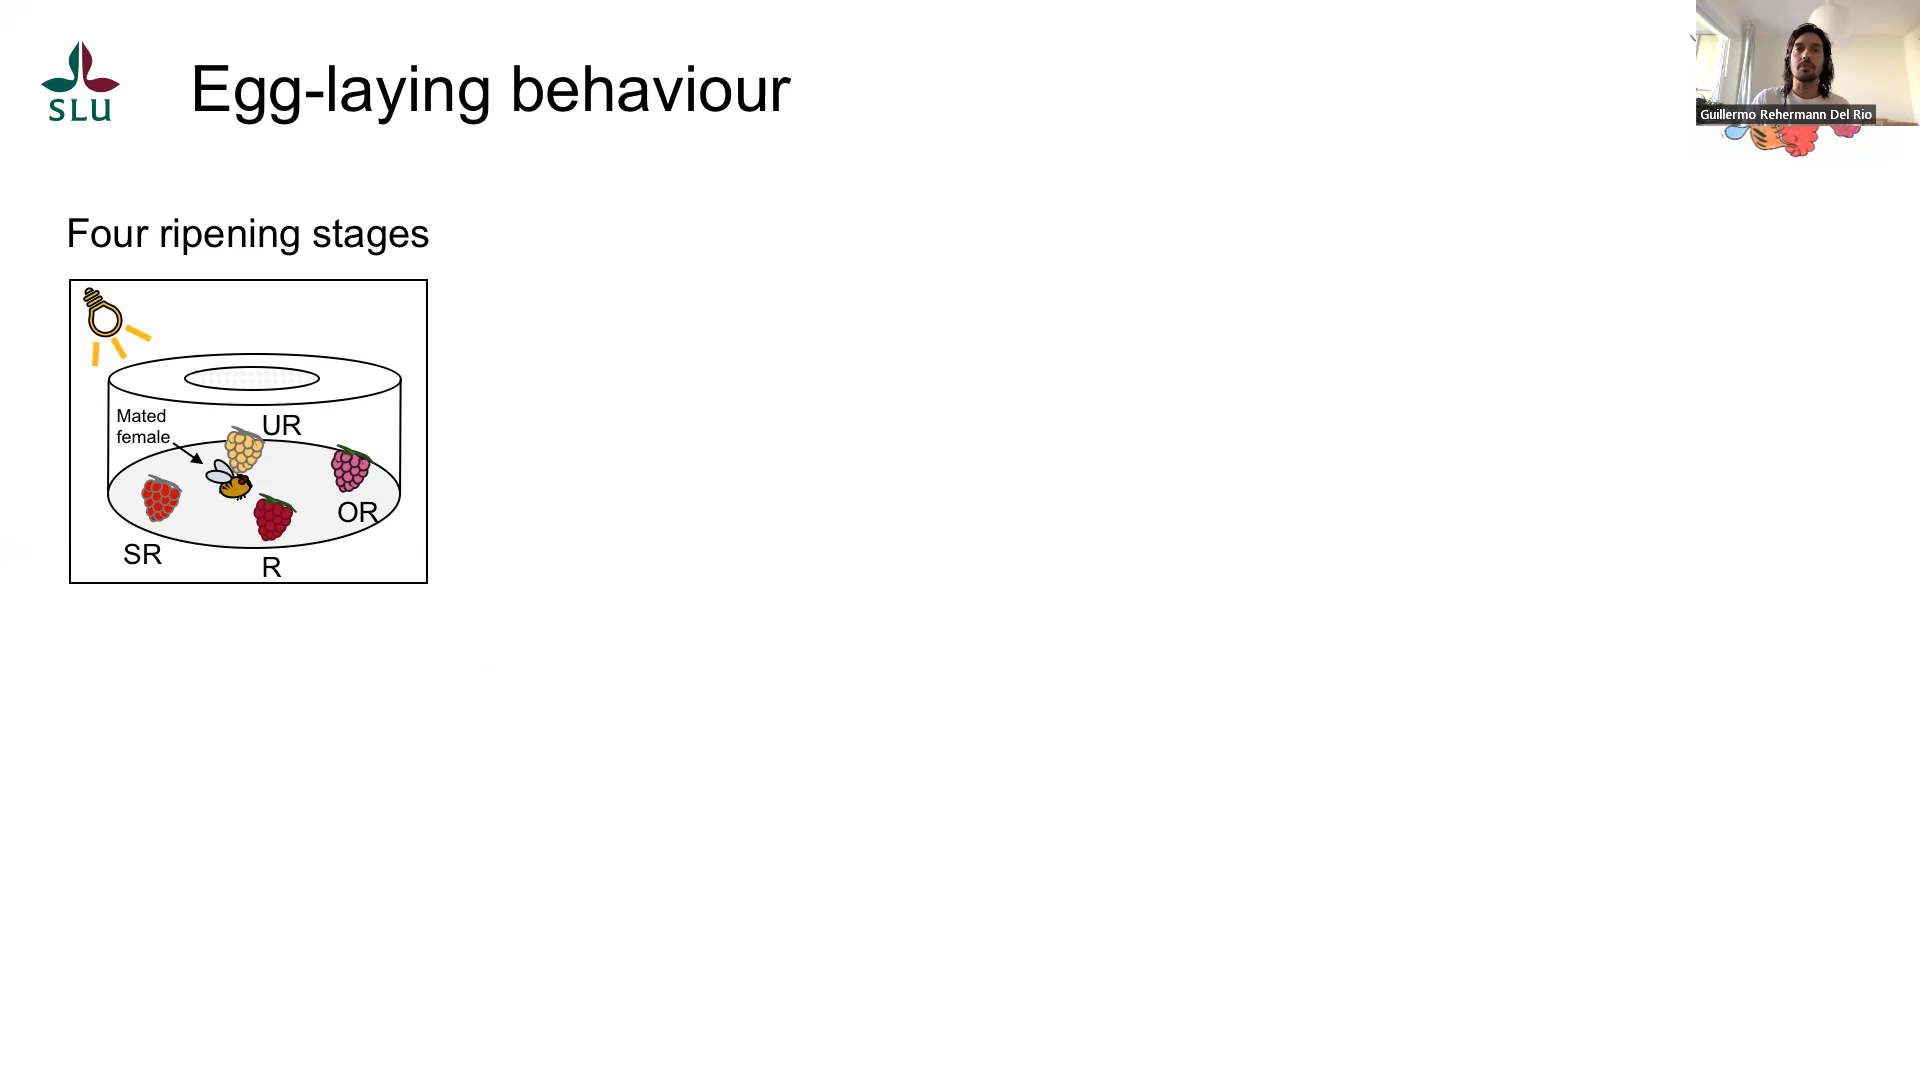 SLU
Egg-laying behaviour
Guillermo Rehermann Del Rio
Four ripening stages
Mated
female
UR
OR
SR
R